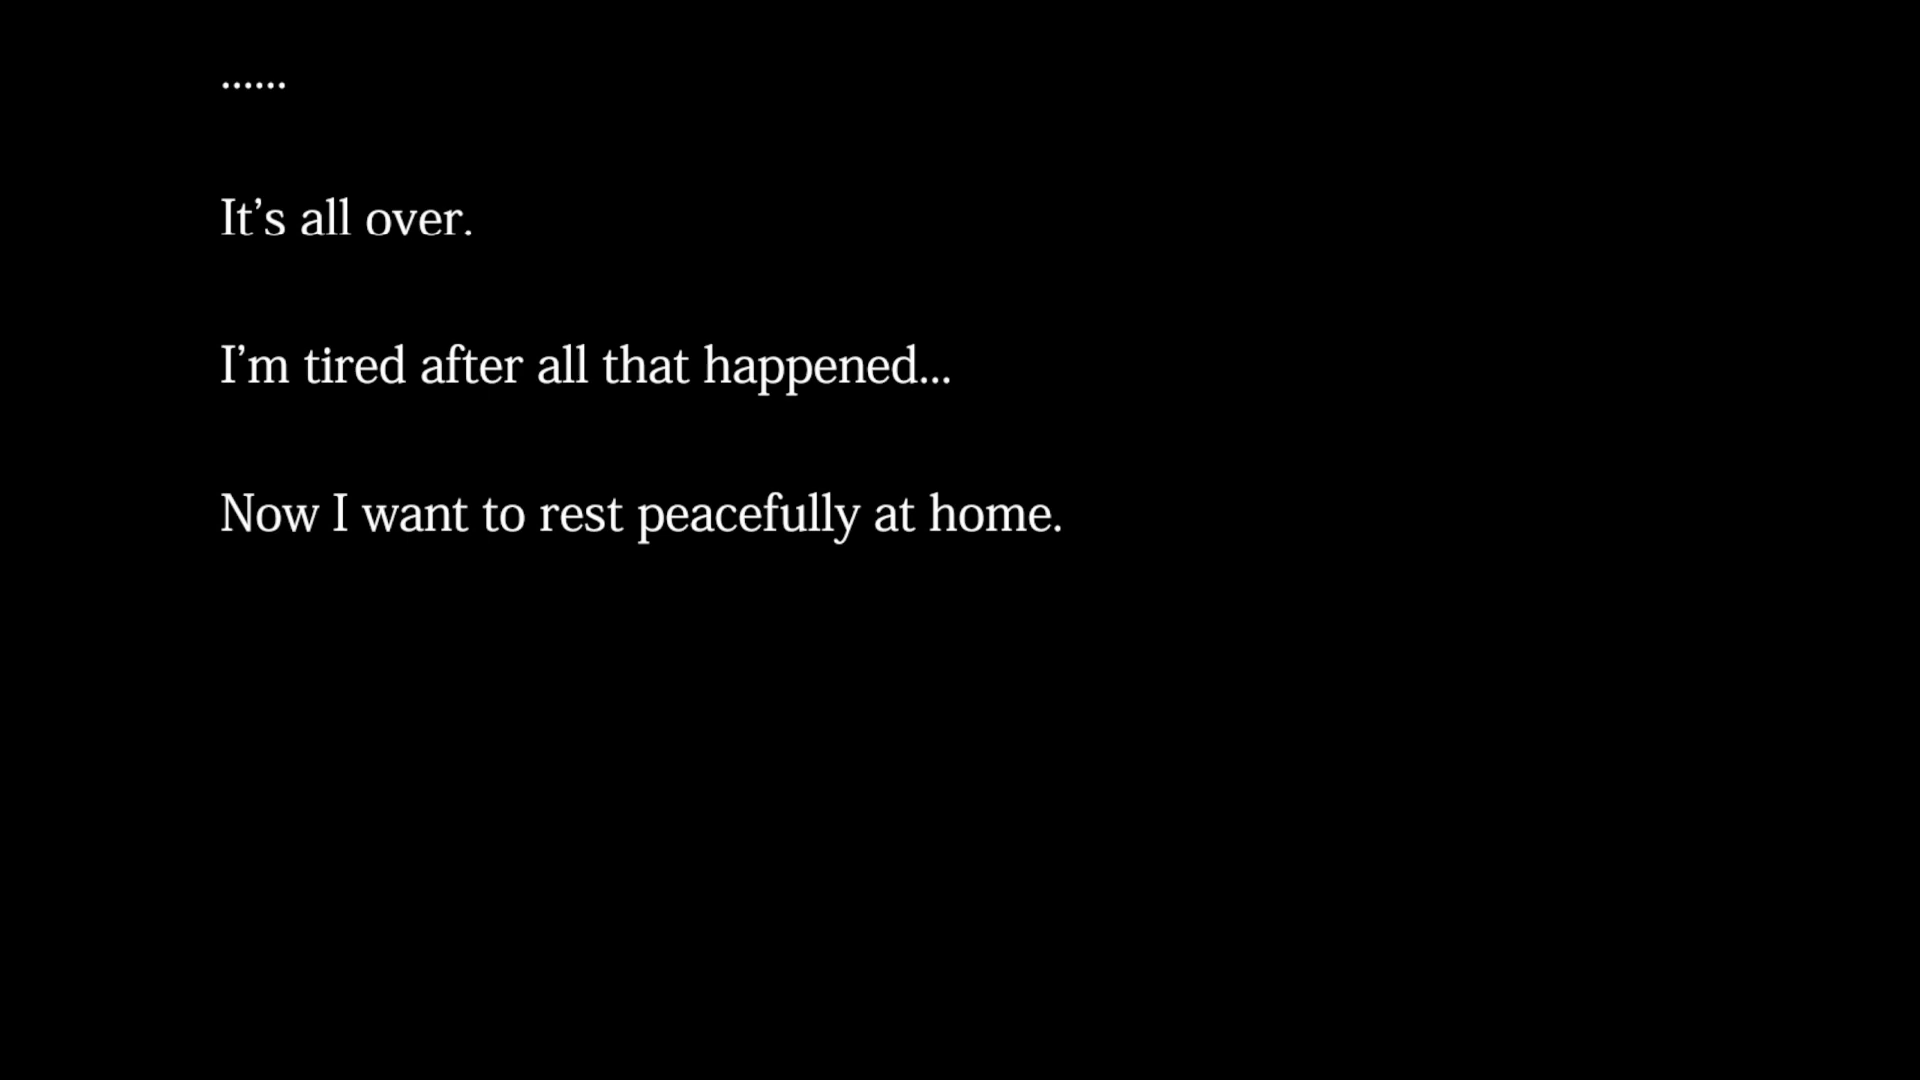 ......
It’s all over.
I’m tired after all that happened...
Now I want to rest peacefully at home.